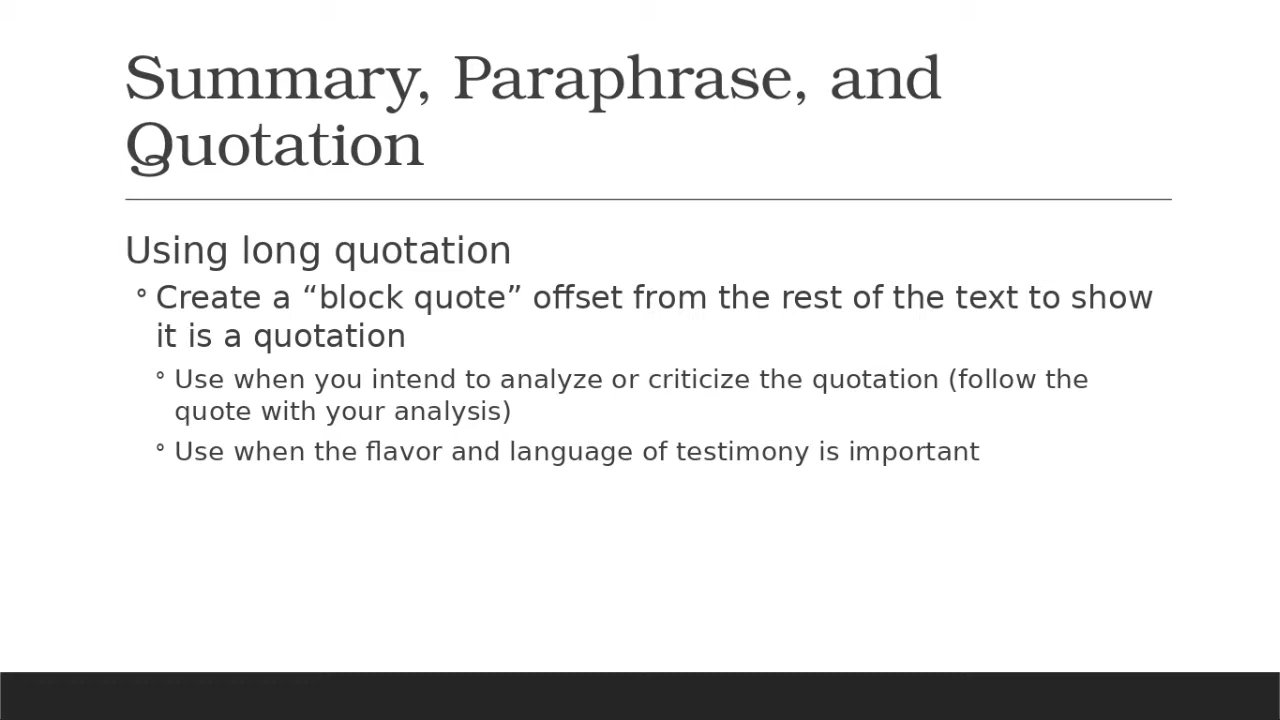 Summary, Paraphrase, and
Quotation
Using long quotation
° Create a “block quote” offset from the rest of the text to show
it is a quotation
° Use when you intend to analyze or criticize the quotation (follow the
quote with your analysis)
° Use when the flavor and language of testimony is important